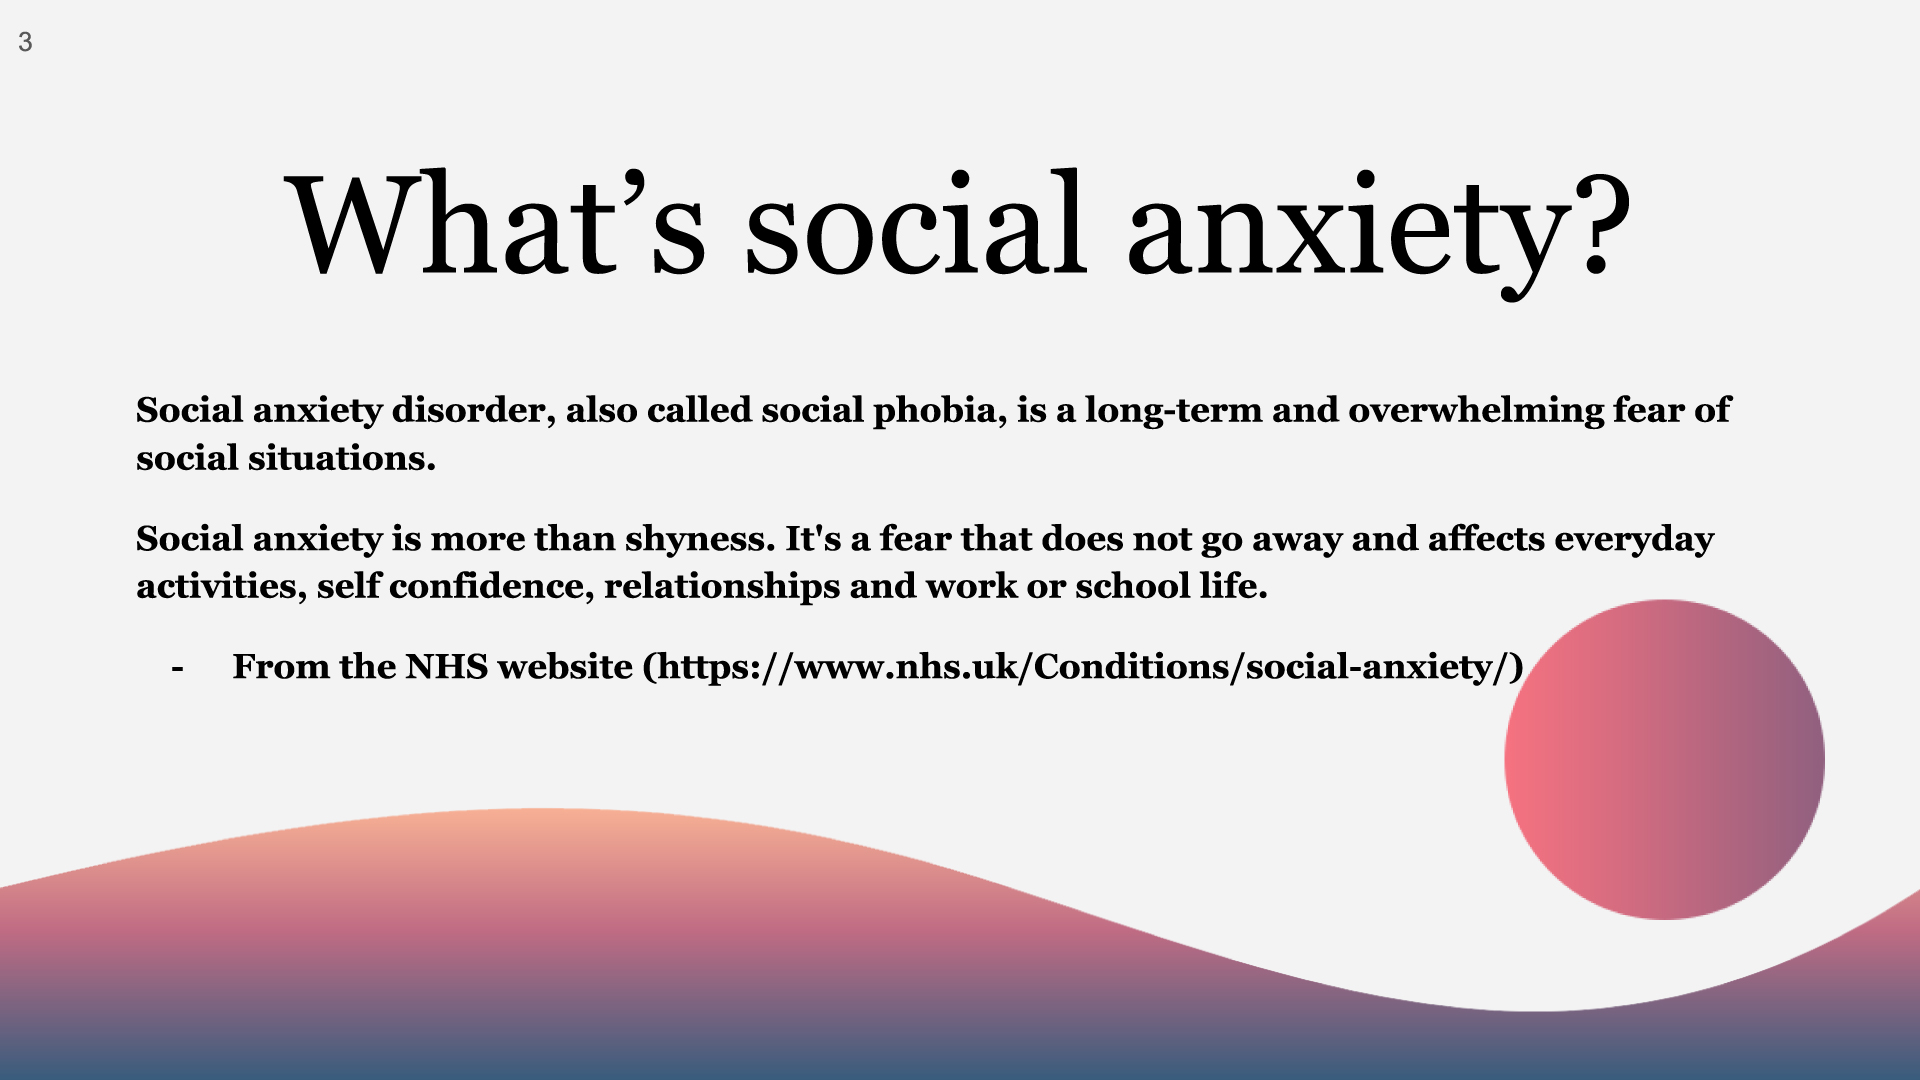 3
What’s social anxiety?
Social anxiety disorder, also called social phobia, is a long-term and overwhelming fear of
social situations.
Social anxiety is more than shyness. It's a fear that does not go away and affects everyday
activities, self confidence, relationships and work or school life.
- From the NHS website (https://www.nhs.uk/Conditions/social-anxiety/)